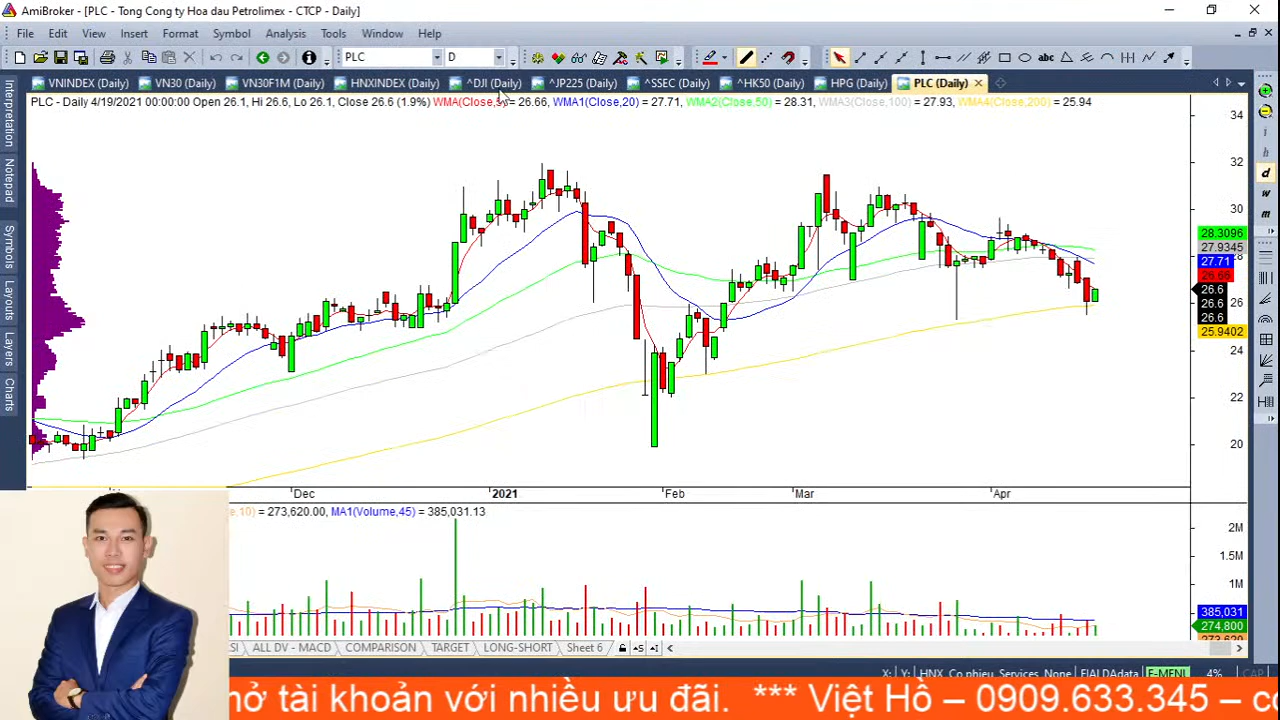 AmiBroker - [PLC - Tong Cong ty Hoa dau Petrolimex - CTCP - Daily]
File Edit View Insert Format Symbol Analysis Tools Window Help
PLC D
VNINDEX (Daily) VN30 (Daily) VN30F1M (Daily) HNXINDEX (Daily) ^DJI (Daily) ^JP225 (Daily) ^SSEC (Daily) ^HK50 (Daily) HPG (Daily) PLC (Daily)
PLC - Daily 4/19/2021 00:00:00 Open 26.1, Hi 26.6, Lo 26.1, Close 26.6 (1.9%) WMA(Close,5) = 26.66, WMA1(Close,20) = 27.71, WMA2(Close,50) = 28.31, WMA3(Close,100) = 27.93, WMA4(Close,200) = 25.94
Interpretation
Notepad
Symbols
Layouts
Layers
Charts
34
32
30
28.3096
27.9345
27.71
26.66
26.6
26.6
26
26.6
25.9402
24
22
20
i
h
d
w
m
Dec 2021 Feb Mar Apr
,10) = 273,620.00, MA1(Volume,45) = 385,031.13
2M
1.5M
1M
385,031
274,800
SI ALL DV - MACD COMPARISON TARGET LONG-SHORT Sheet 6
X: Y: HNX, Co phieu, Services, None FIALDAdata E-MENU 4% CAP
mở tài khoản với nhiều ưu đãi. *** Việt Hồ – 0909.633.345 – c